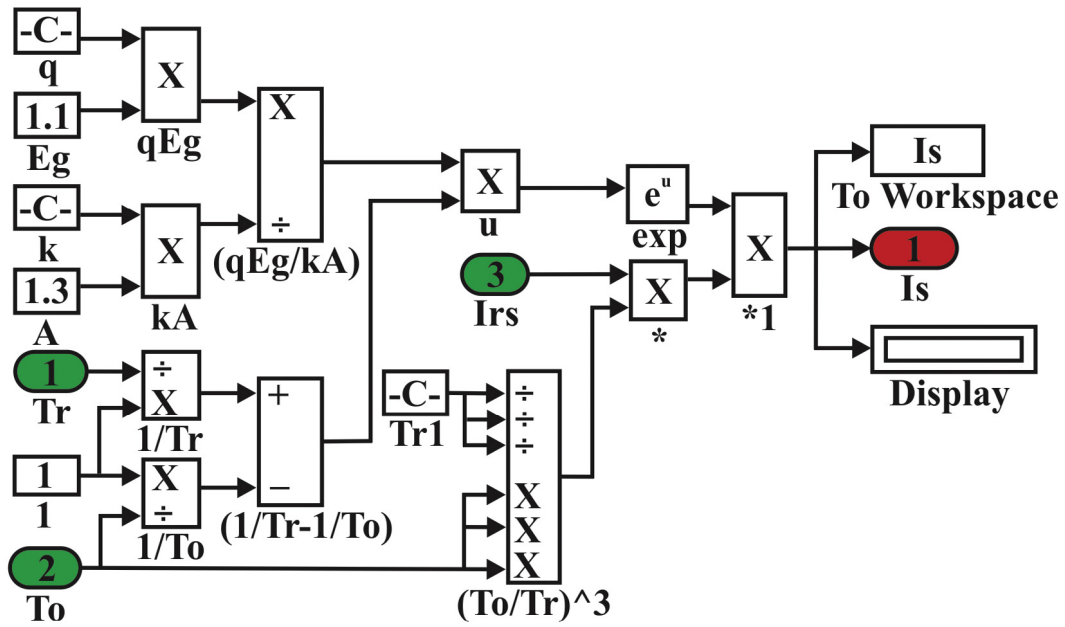 -C-
q
X
qEg
1.1
Eg
X
÷
(qEg/kA)
-C-
k
X
kA
1.3
A
X
u
e^u
exp
X
*1
Is
To Workspace
1
Is
Display
3
Irs
X
*
1
Tr
÷
X
1/Tr
1
1
X
÷
1/To
2
To
+
−
(1/Tr-1/To)
-C-
Tr1
÷
÷
÷
X
X
X
(To/Tr)^3